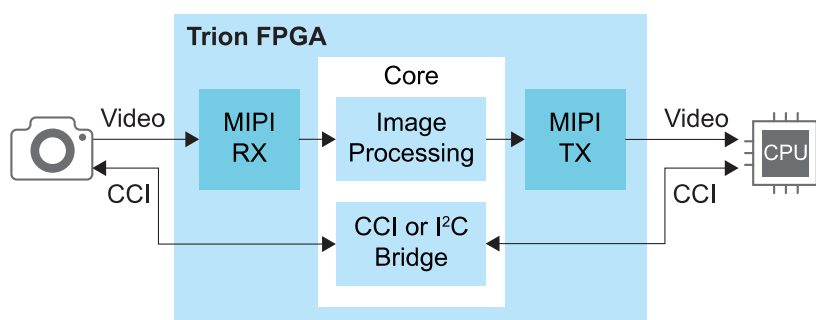 Trion FPGA
Core
Video
MIPI
RX
Image
Processing
MIPI
TX
Video
CPU
CCI
CCI or I²C
Bridge
CCI